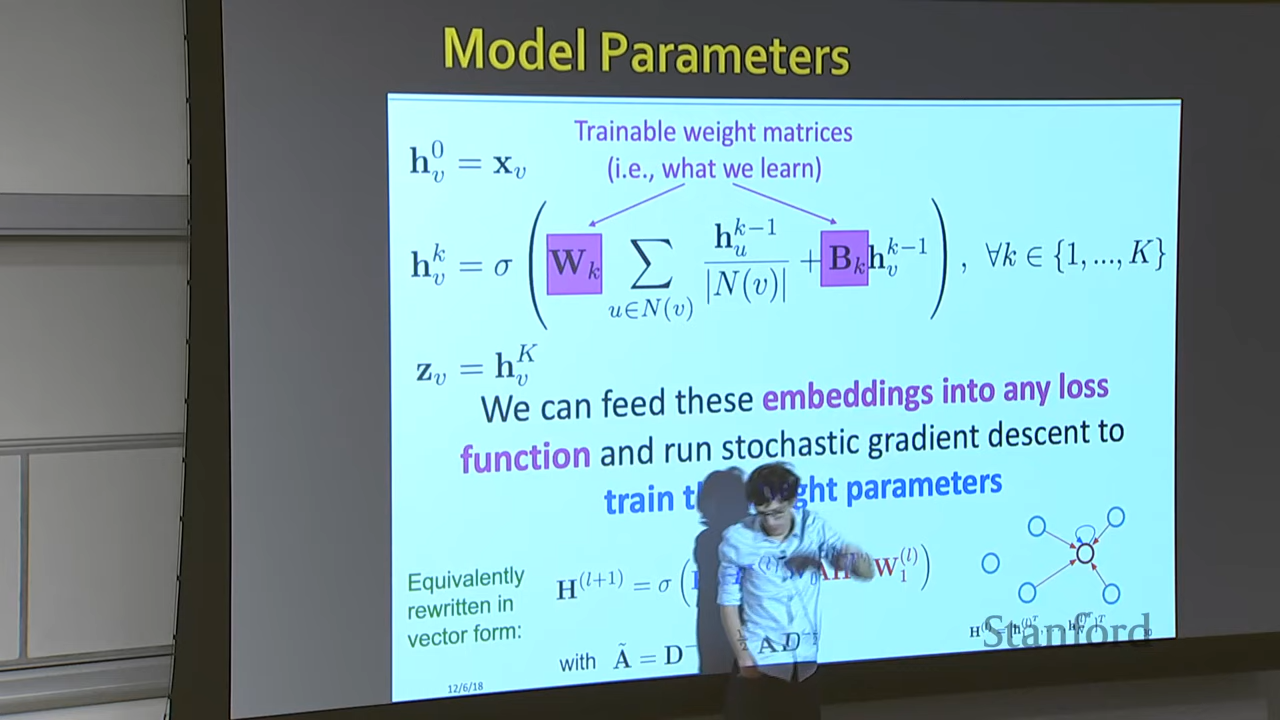 Model Parameters
Trainable weight matrices
(i.e., what we learn)
h_v^0 = x_v
h_v^k = σ ( W_k ∑_{u∈N(v)} h_u^{k−1} / |N(v)| + B_k h_v^{k−1} ) , ∀k ∈ {1, ..., K}
z_v = h_v^K
We can feed these embeddings into any loss
function and run stochastic gradient descent to
train parameters
Equivalently
rewritten in
vector form:
H^{(l+1)} = σ ( W_1^{(l)} )
with Ã = D^- A D^-
Stanford
12/6/18